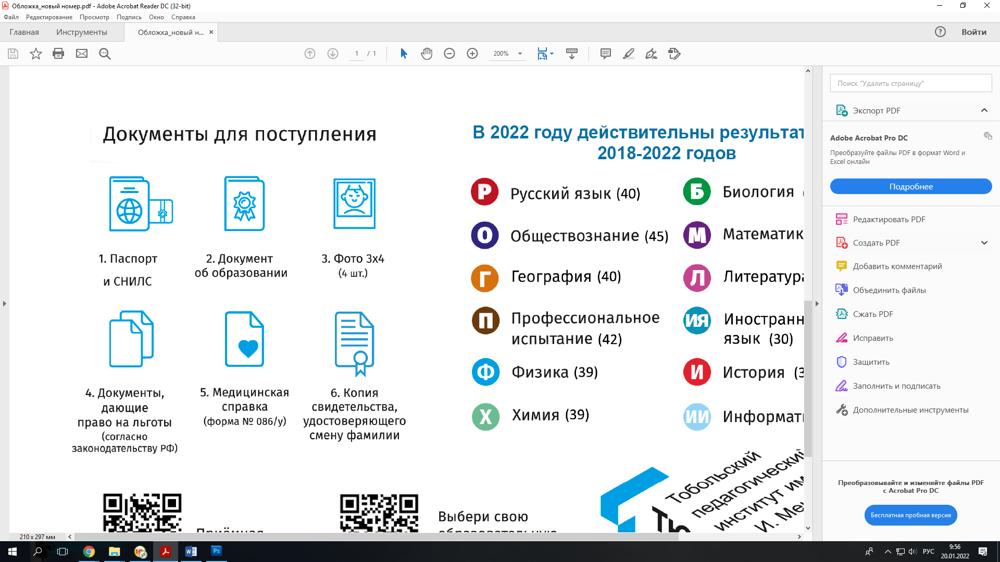 Обложка_новый номер.pdf - Adobe Acrobat Reader DC (32-bit)
Файл Редактирование Просмотр Подпись Окно Справка
Главная Инструменты Обложка_новый н... Войти
1 / 1 200%
Документы для поступления
1. Паспорт
и СНИЛС
2. Документ
об образовании
3. Фото 3х4
(4 шт.)
4. Документы,
дающие
право на льготы
(согласно
законодательству РФ)
5. Медицинская
справка
(форма № 086/у)
6. Копия
свидетельства,
удостоверяющего
смену фамилии
В 2022 году действительны результат
2018-2022 годов
Р Русский язык (40)
О Обществознание (45)
Г География (40)
П Профессиональное
испытание (42)
Ф Физика (39)
Х Химия (39)
Б Биология (
М Математик
Л Литература
ИЯ Иностранн
язык (30)
И История (3
ИИ Информат
Выбери свою
Тобольский
педагогический
институт им
И. Ме
210 x 297 мм
Поиск "Удалить страницу"
Экспорт PDF
Adobe Acrobat Pro DC
Преобразуйте файлы PDF в формат Word и
Excel онлайн
Подробнее
Редактировать PDF
Создать PDF
Добавить комментарий
Объединить файлы
Сжать PDF
Исправить
Защитить
Заполнить и подписать
Дополнительные инструменты
Преобразовывайте и изменяйте файлы PDF
с Acrobat Pro DC
Бесплатная пробная версия
РУС
9:56
20.01.2022